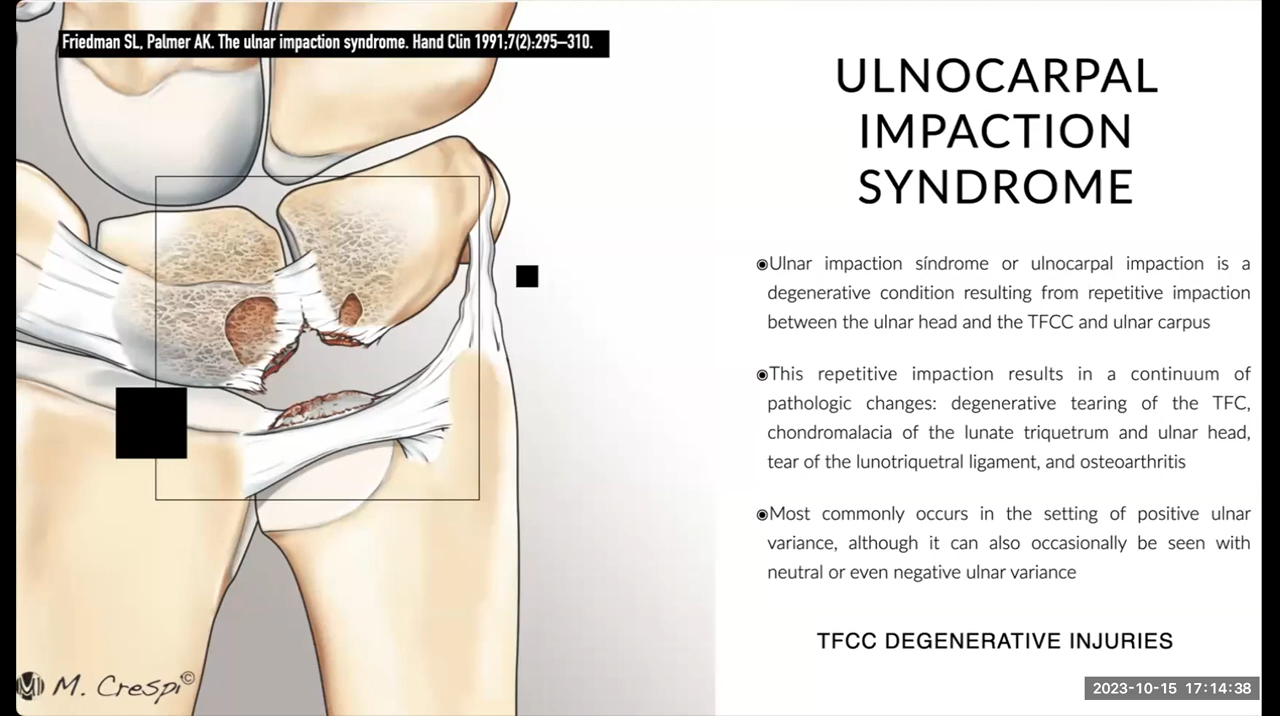 Friedman SL, Palmer AK. The ulnar impaction syndrome. Hand Clin 1991;7(2):295–310.
ULNOCARPAL
IMPACTION
SYNDROME
◉Ulnar impaction síndrome or ulnocarpal impaction is a
degenerative condition resulting from repetitive impaction
between the ulnar head and the TFCC and ulnar carpus
◉This repetitive impaction results in a continuum of
pathologic changes: degenerative tearing of the TFC,
chondromalacia of the lunate triquetrum and ulnar head,
tear of the lunotriquetral ligament, and osteoarthritis
◉Most commonly occurs in the setting of positive ulnar
variance, although it can also occasionally be seen with
neutral or even negative ulnar variance
TFCC DEGENERATIVE INJURIES
M. Crespi©
2023-10-15 17:14:38